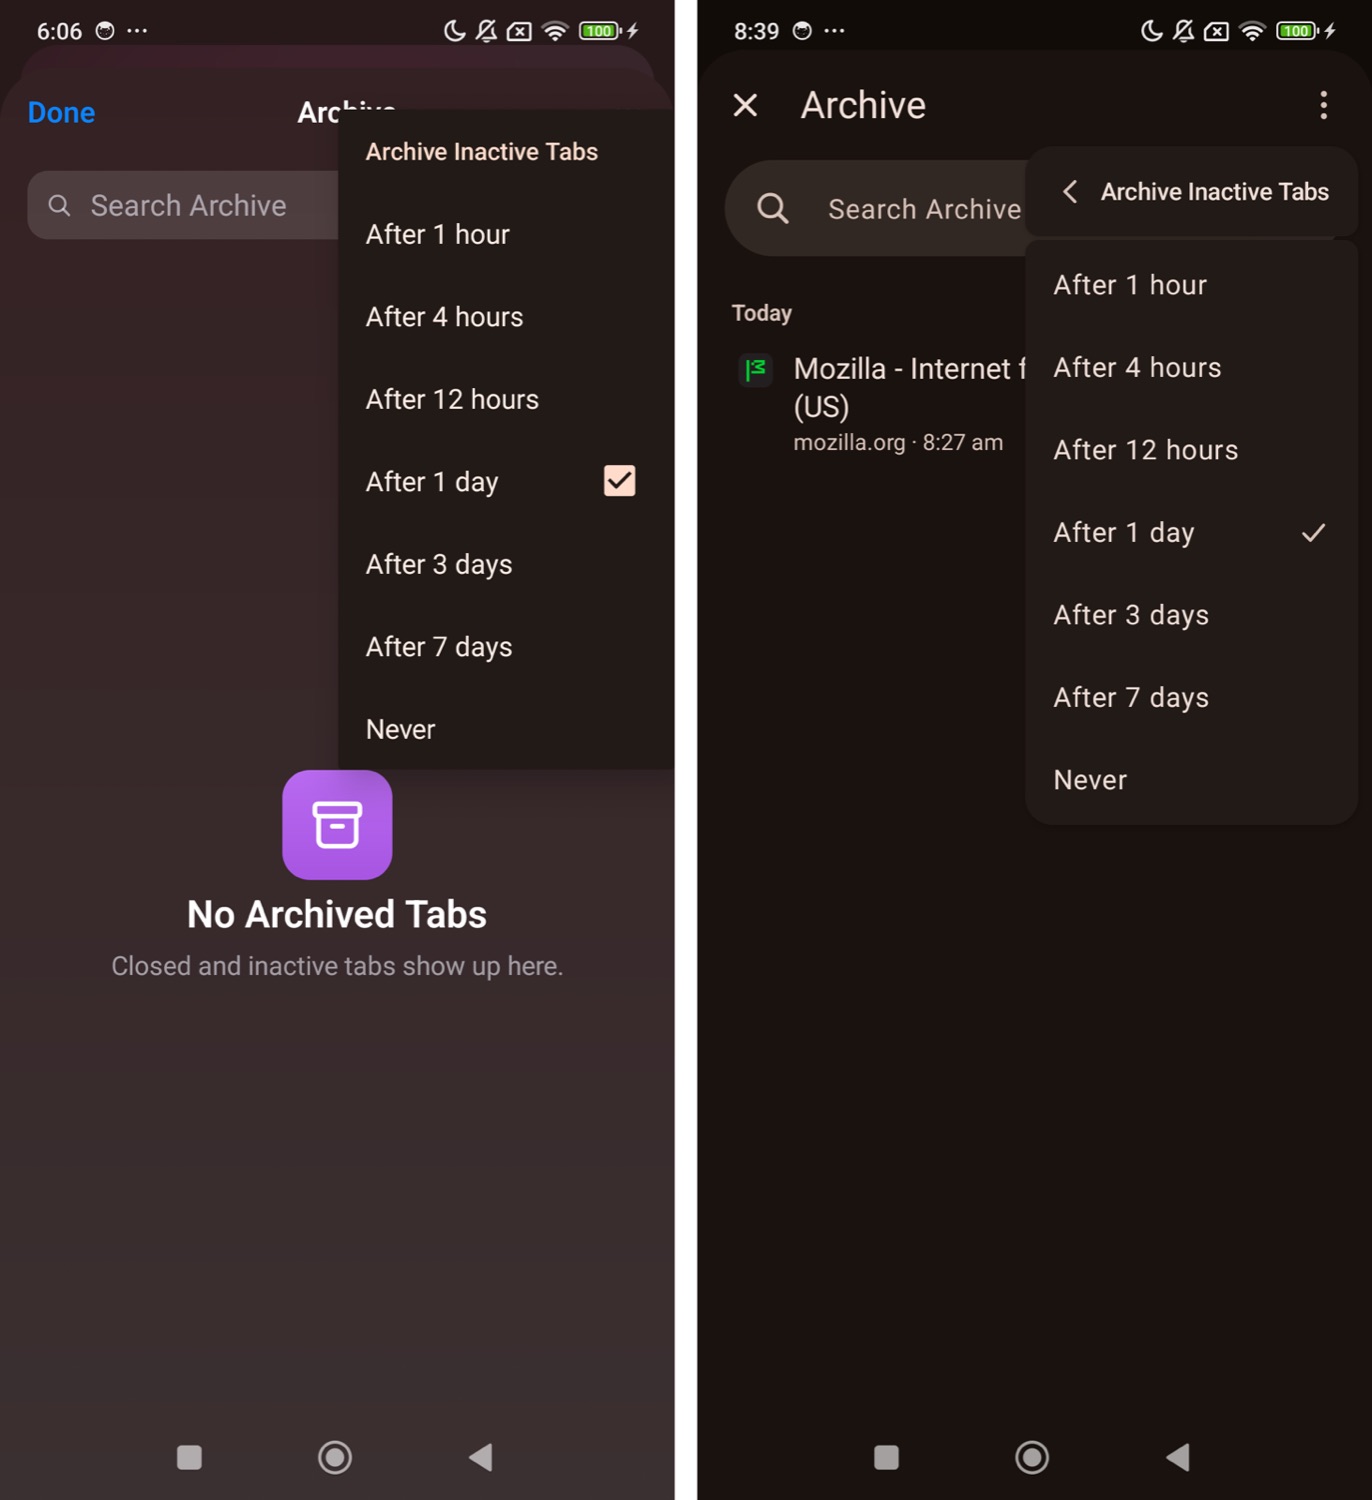 6:06
100
Done
Archive
Search Archive
Archive Inactive Tabs
After 1 hour
After 4 hours
After 12 hours
After 1 day
After 3 days
After 7 days
Never
No Archived Tabs
Closed and inactive tabs show up here.
8:39
100
Archive
Search Archive
Archive Inactive Tabs
Today
Mozilla - Internet f
(US)
mozilla.org · 8:27 am
After 1 hour
After 4 hours
After 12 hours
After 1 day
After 3 days
After 7 days
Never